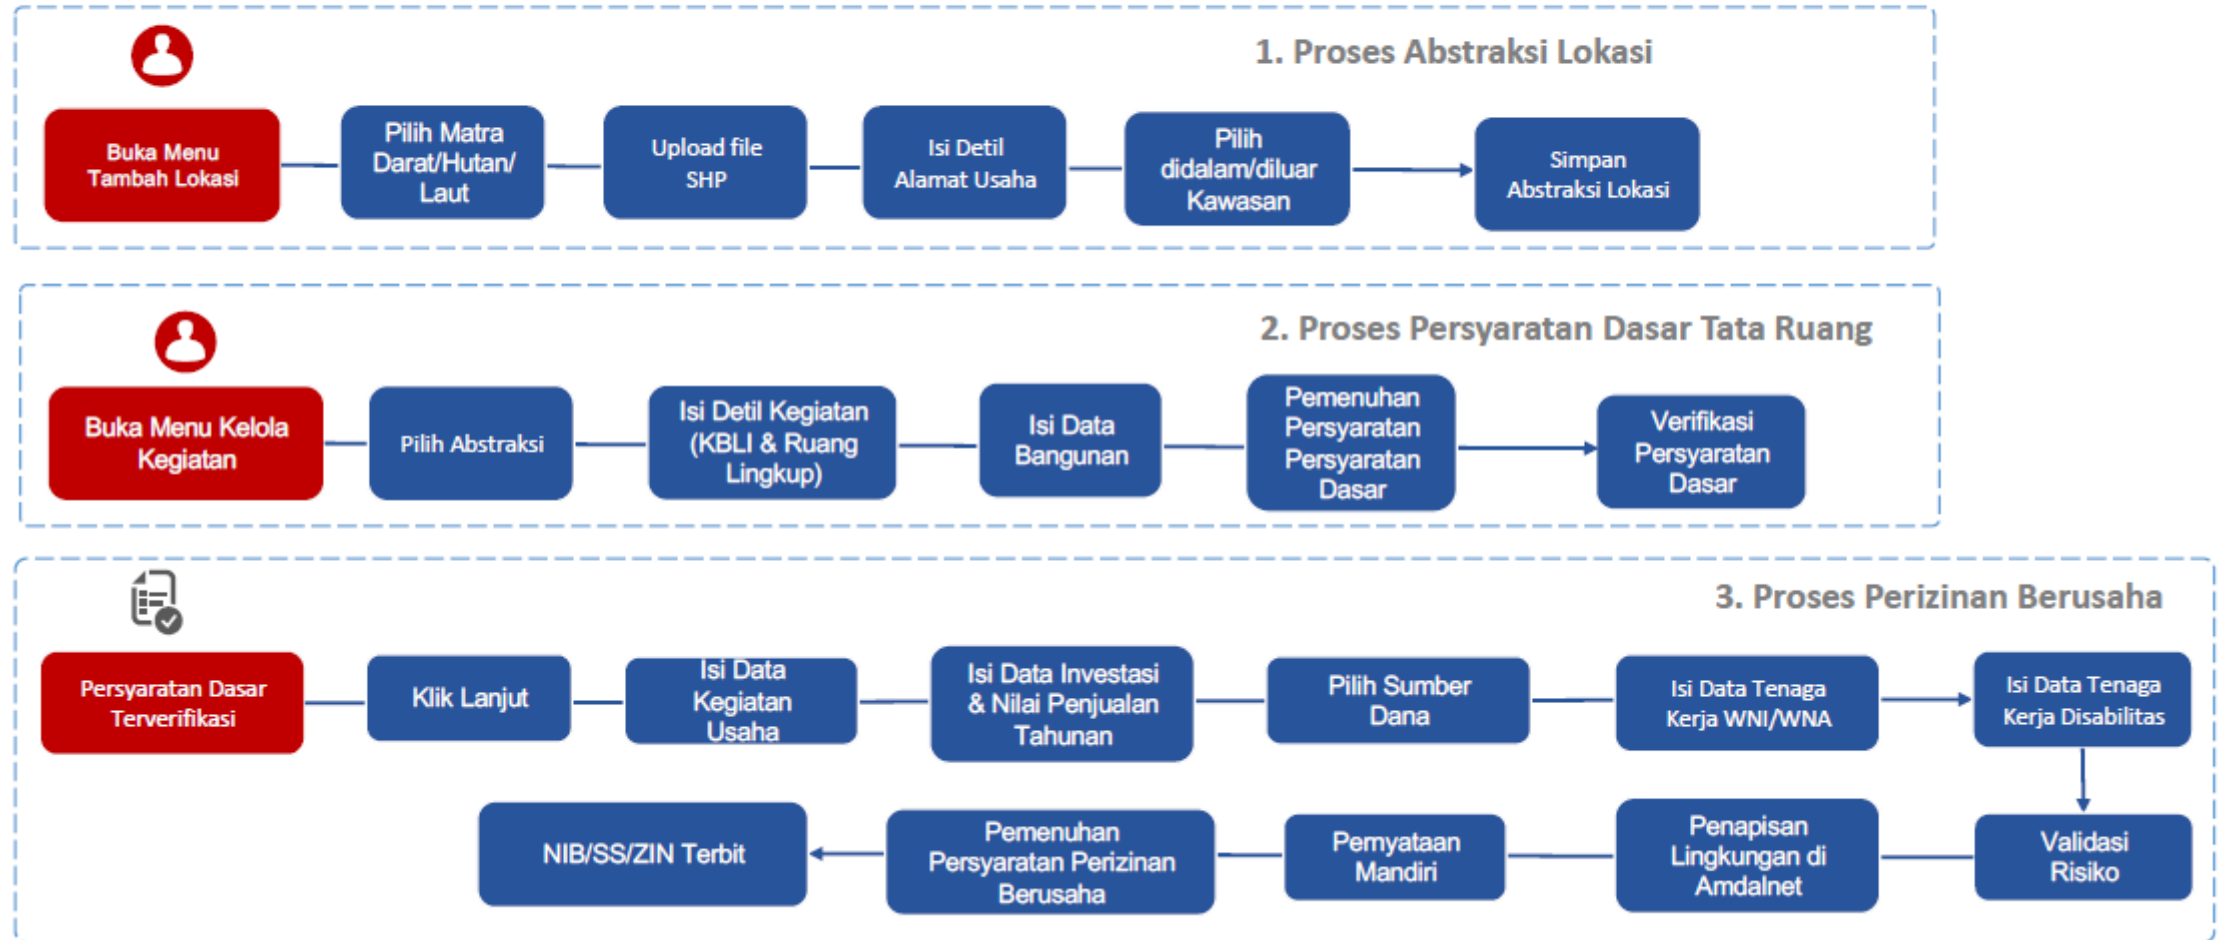 1. Proses Abstraksi Lokasi
Buka Menu
Tambah Lokasi
Pilih Matra
Darat/Hutan/
Laut
Upload file
SHP
Isi Detil
Alamat Usaha
Pilih
didalam/diluar
Kawasan
Simpan
Abstraksi Lokasi
2. Proses Persyaratan Dasar Tata Ruang
Buka Menu Kelola
Kegiatan
Pilih Abstraksi
Isi Detil Kegiatan
(KBLI & Ruang
Lingkup)
Isi Data
Bangunan
Pemenuhan
Persyaratan
Persyaratan
Dasar
Verifikasi
Persyaratan
Dasar
3. Proses Perizinan Berusaha
Persyaratan Dasar
Terverifikasi
Klik Lanjut
Isi Data
Kegiatan
Usaha
Isi Data Investasi
& Nilai Penjualan
Tahunan
Pilih Sumber
Dana
Isi Data Tenaga
Kerja WNI/WNA
Isi Data Tenaga
Kerja Disabilitas
Validasi
Risiko
Penapisan
Lingkungan di
Amdalnet
Pernyataan
Mandiri
Pemenuhan
Persyaratan Perizinan
Berusaha
NIB/SS/ZIN Terbit